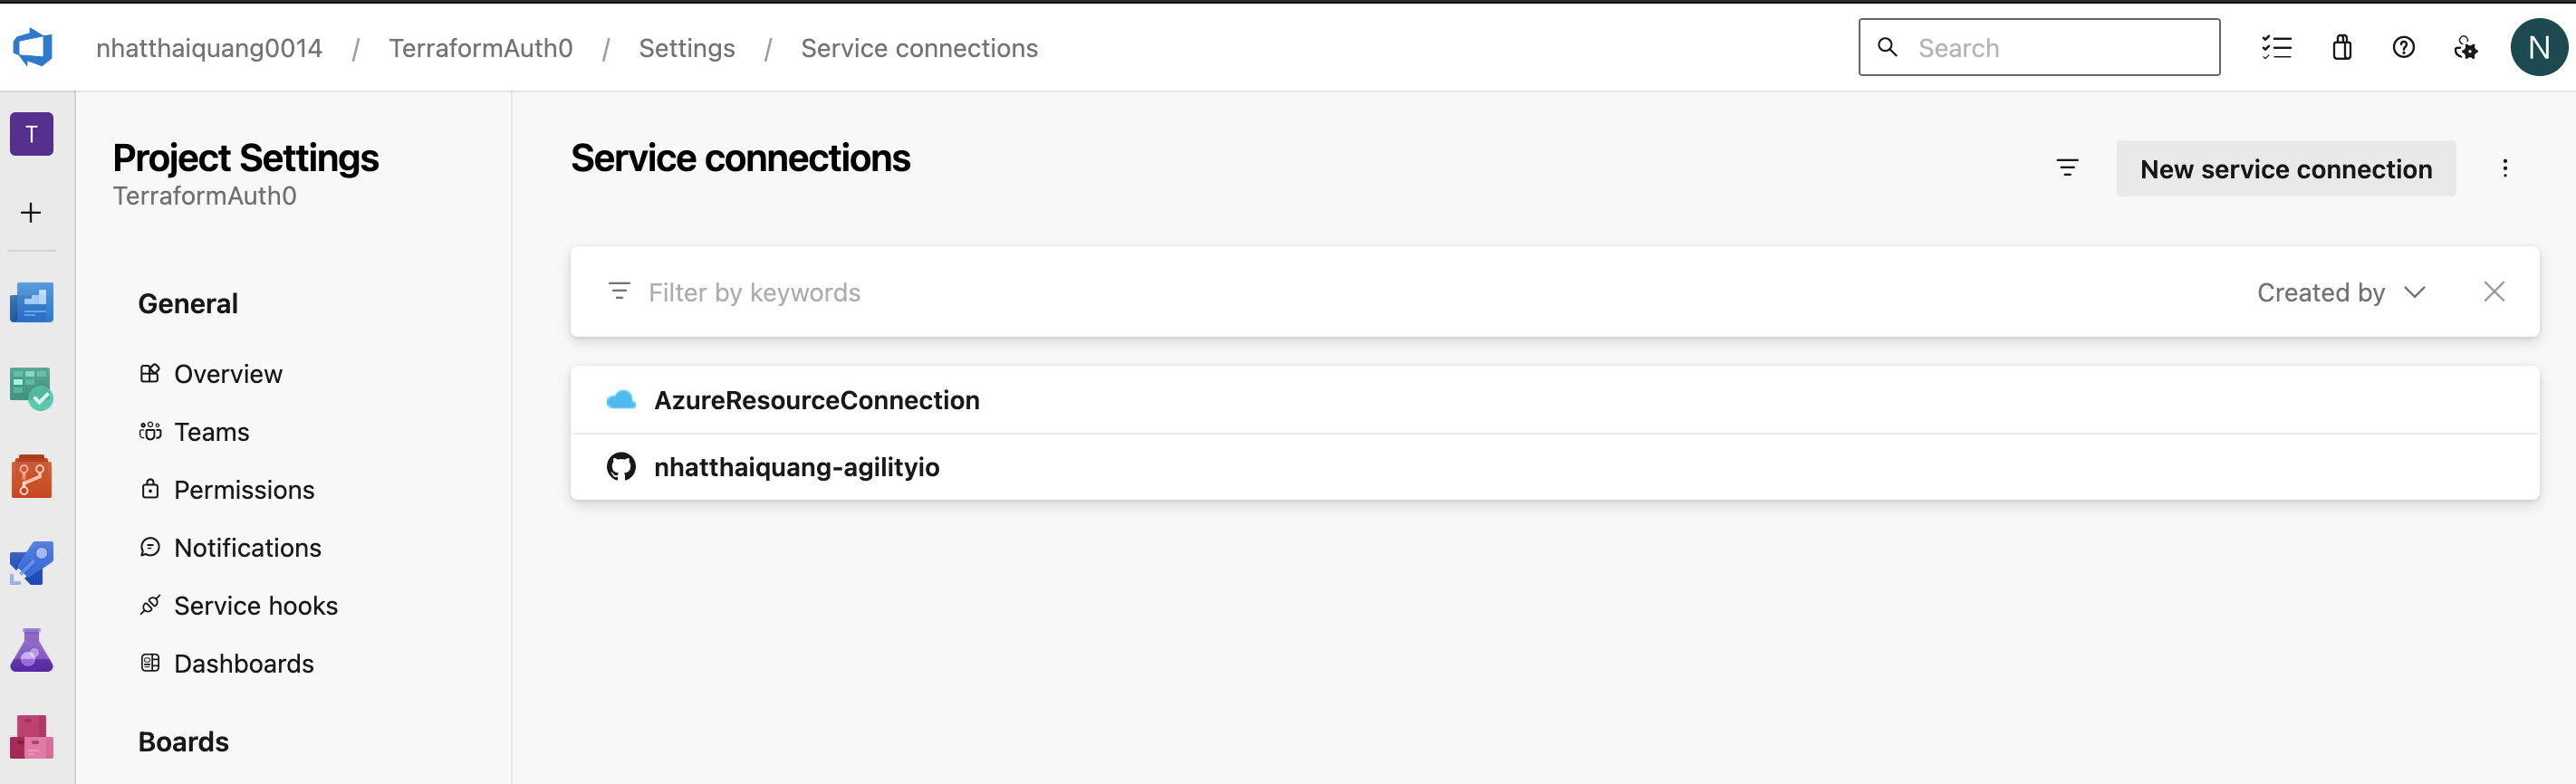 nhatthaiquang0014 / TerraformAuth0 / Settings / Service connections
Search
N
T
Project Settings
TerraformAuth0
General
Overview
Teams
Permissions
Notifications
Service hooks
Dashboards
Boards
Service connections
New service connection
Filter by keywords
Created by
AzureResourceConnection
nhatthaiquang-agilityio